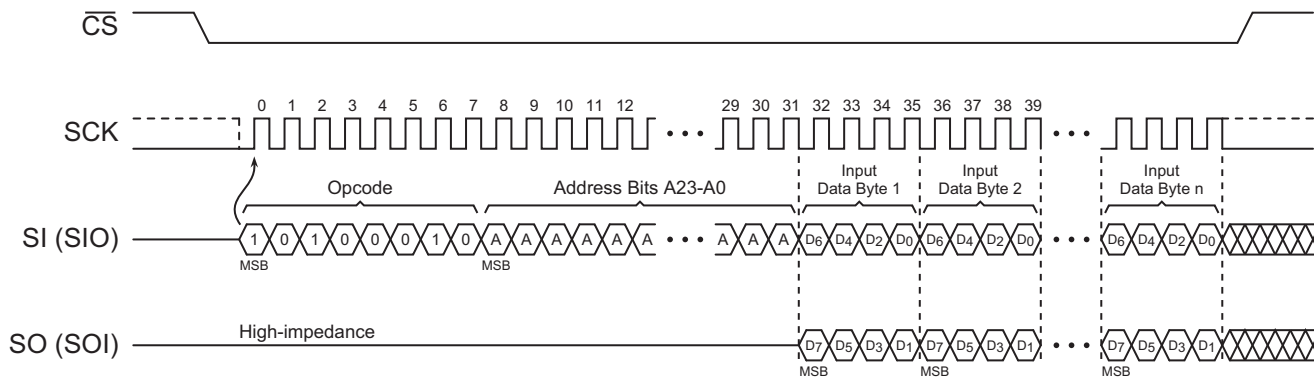 CS
0 1 2 3 4 5 6 7 8 9 10 11 12 29 30 31 32 33 34 35 36 37 38 39
SCK
Opcode
Address Bits A23-A0
Input
Data Byte 1
Input
Data Byte 2
Input
Data Byte n
SI (SIO) 1 0 1 0 0 0 1 0 A A A A A A A A A D6 D4 D2 D0 D6 D4 D2 D0 D6 D4 D2 D0
MSB MSB
High-impedance
SO (SOI) D7 D5 D3 D1 D7 D5 D3 D1 D7 D5 D3 D1
MSB MSB MSB